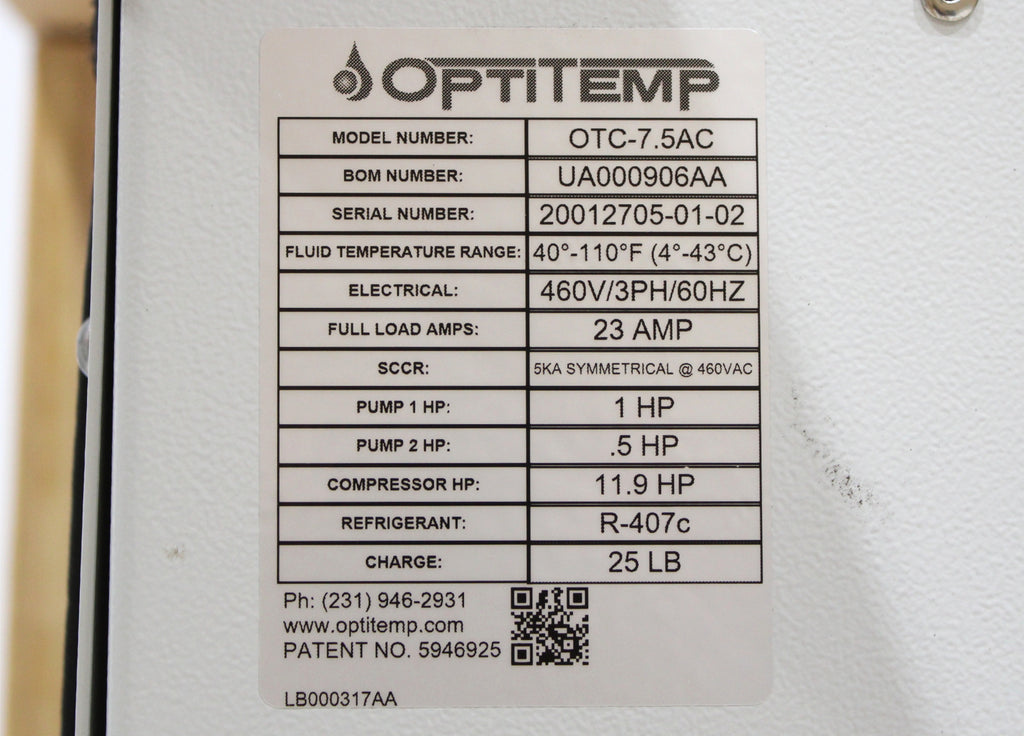 OPTITEMP
MODEL NUMBER: OTC-7.5AC
BOM NUMBER: UA000906AA
SERIAL NUMBER: 20012705-01-02
FLUID TEMPERATURE RANGE: 40°-110°F (4°-43°C)
ELECTRICAL: 460V/3PH/60HZ
FULL LOAD AMPS: 23 AMP
SCCR: 5KA SYMMETRICAL @ 460VAC
PUMP 1 HP: 1 HP
PUMP 2 HP: .5 HP
COMPRESSOR HP: 11.9 HP
REFRIGERANT: R-407c
CHARGE: 25 LB
Ph: (231) 946-2931
www.optitemp.com
PATENT NO. 5946925
LB000317AA